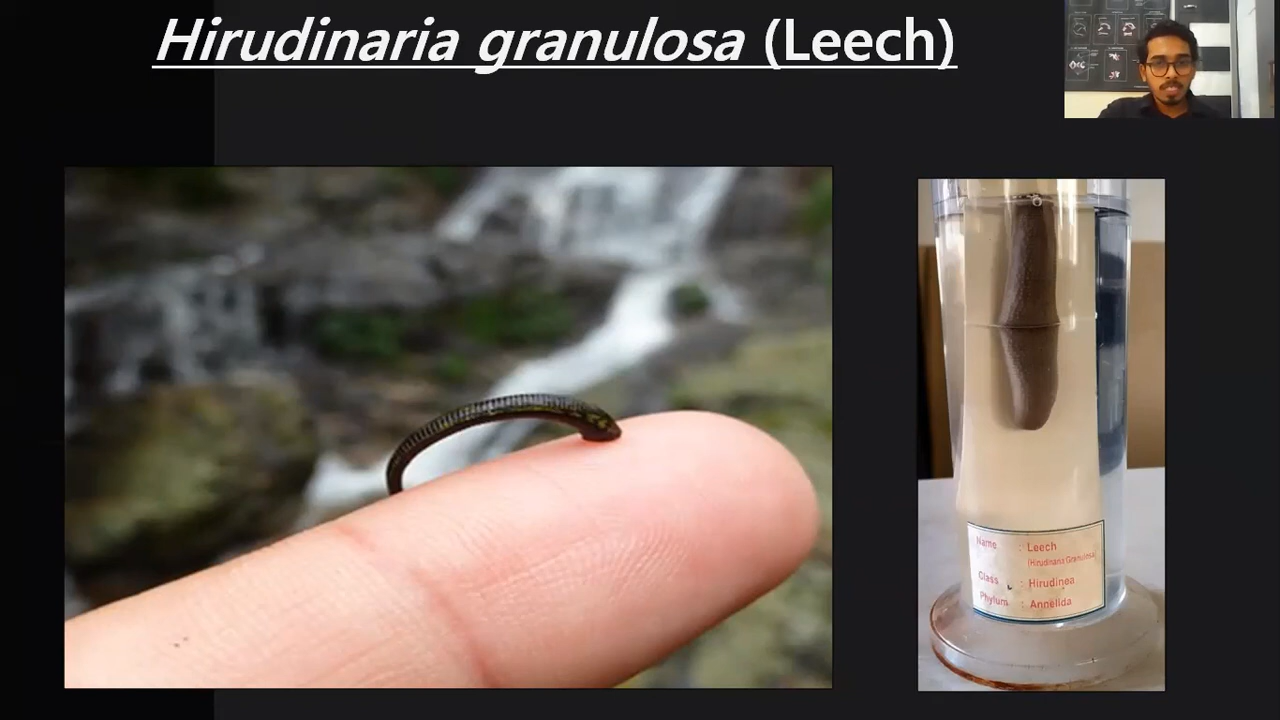 Hirudinaria granulosa (Leech)
Name : Leech
(Hirudinaria Granulosa)
Class : Hirudinea
Phylum : Annelida